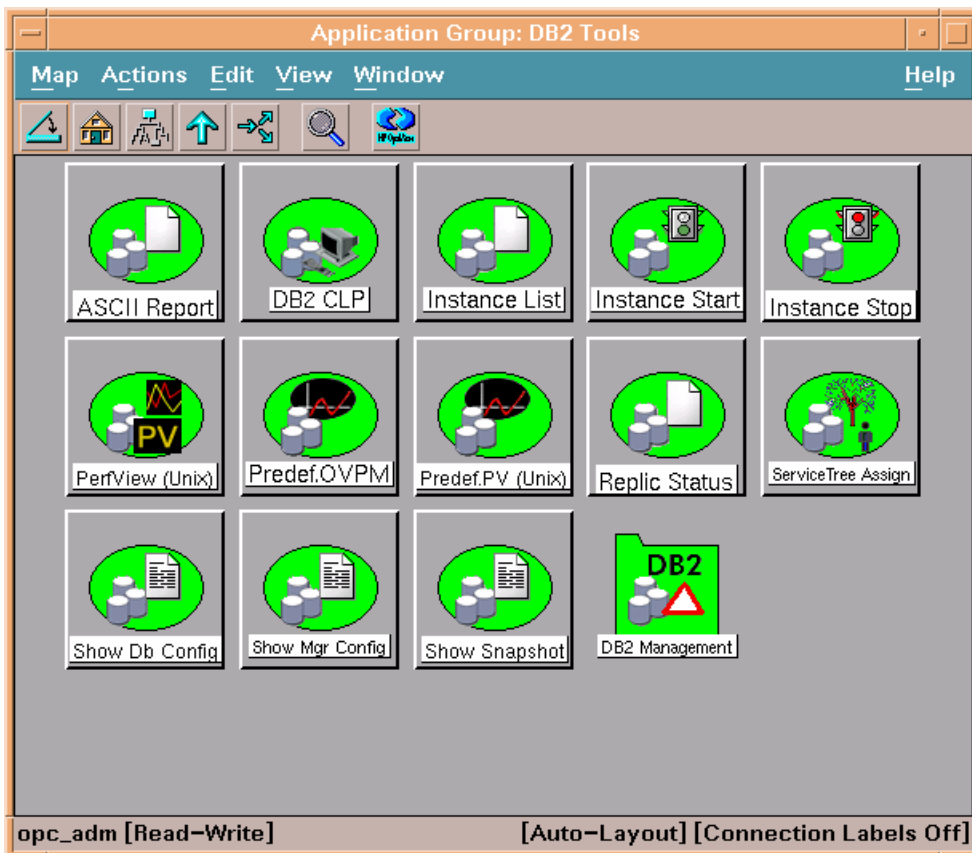 Application Group: DB2 Tools
Map Actions Edit View Window Help
HP OpenView
ASCII Report
DB2 CLP
Instance List
Instance Start
Instance Stop
PV
PerfView (Unix)
Predef.OVPM
Predef.PV (Unix)
Replic Status
ServiceTree Assign
Show Db Config
Show Mgr Config
Show Snapshot
DB2
DB2 Management
opc_adm [Read-Write] [Auto-Layout] [Connection Labels Off]